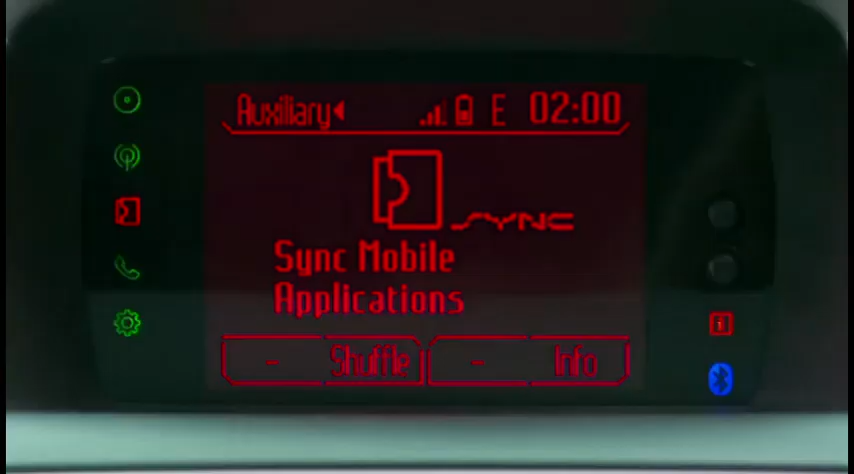 Auxiliary E 02:00
SYNC
Sync Mobile
Applications
- Shuffle - Info